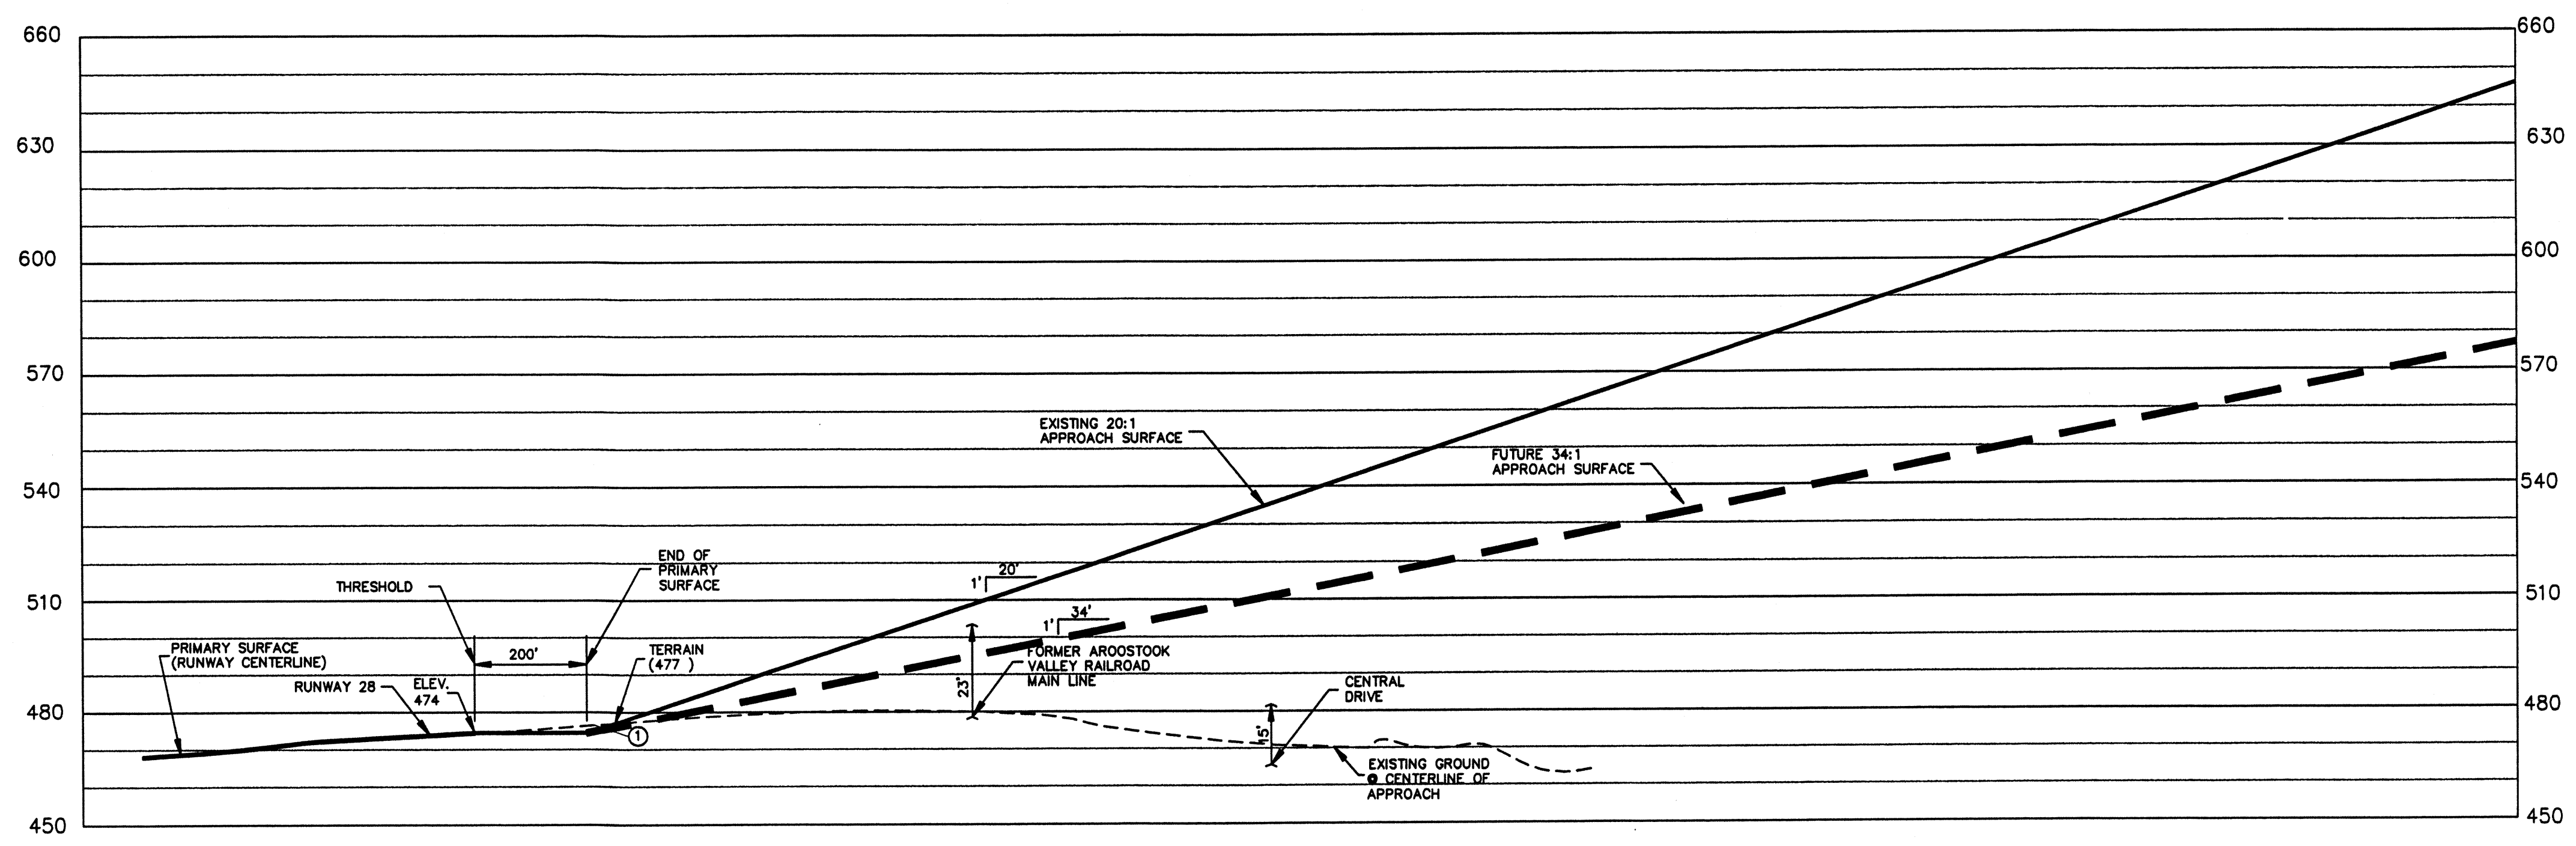 660
630
600
570
540
510
480
450
660
630
600
570
540
510
480
450
PRIMARY SURFACE
(RUNWAY CENTERLINE)
RUNWAY 28
THRESHOLD
ELEV.
474
200'
END OF
PRIMARY
SURFACE
TERRAIN
(477 )
1
EXISTING 20:1
APPROACH SURFACE
20'
1'
34'
1'
23'
FORMER AROOSTOOK
VALLEY RAILROAD
MAIN LINE
FUTURE 34:1
APPROACH SURFACE
CENTRAL
DRIVE
15'
EXISTING GROUND
@ CENTERLINE OF
APPROACH